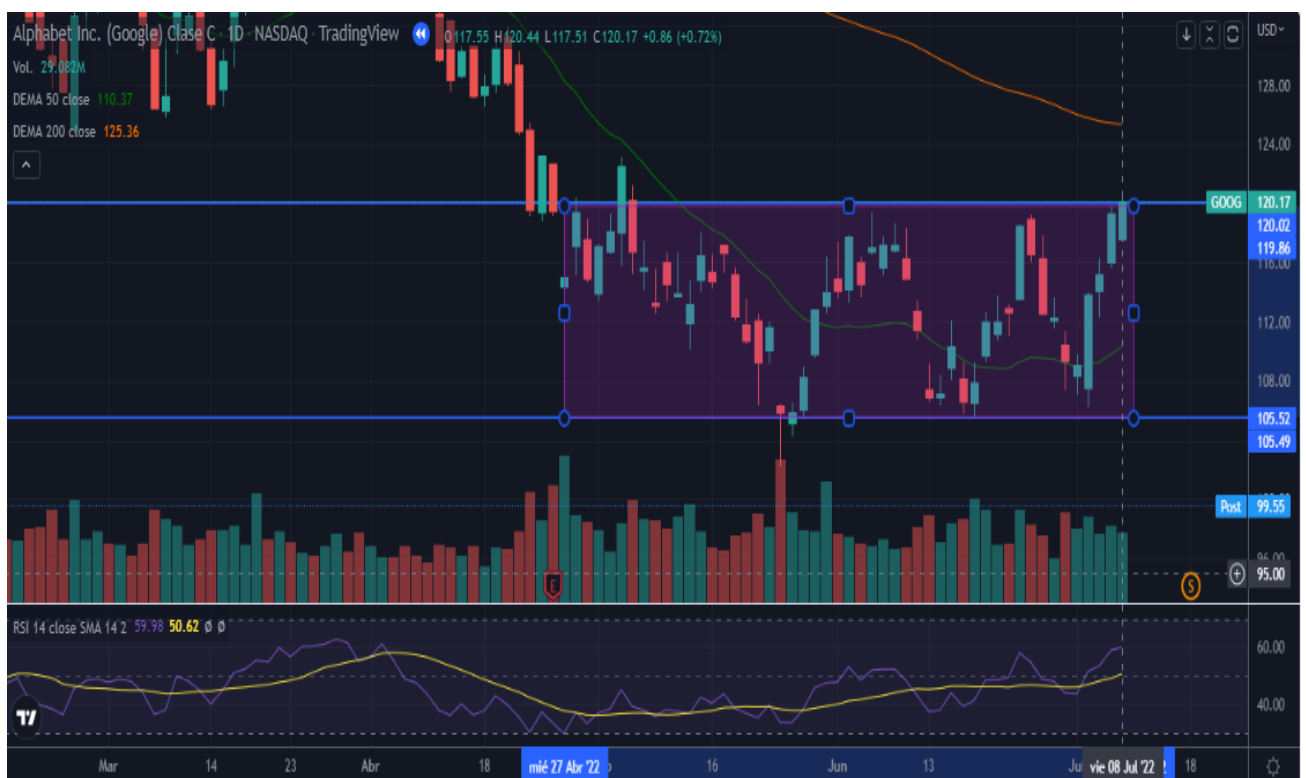 Alphabet Inc. (Google) Clase C · 1D · NASDAQ · TradingView O117.55 H120.44 L117.51 C120.17 +0.86 (+0.72%)
USD
Vol. 29.082M
128.00
DEMA 50 close 110.37
DEMA 200 close 125.36
124.00
GOOG 120.17
120.02
119.86
116.00
112.00
108.00
105.52
105.49
Post 99.55
96.00
95.00
E
S
RSI 14 close SMA 14 2 59.98 50.62 Ø Ø
60.00
40.00
Mar 14 23 Abr 18 mié 27 Abr '22 16 Jun 13 vie 08 Jul '22 18